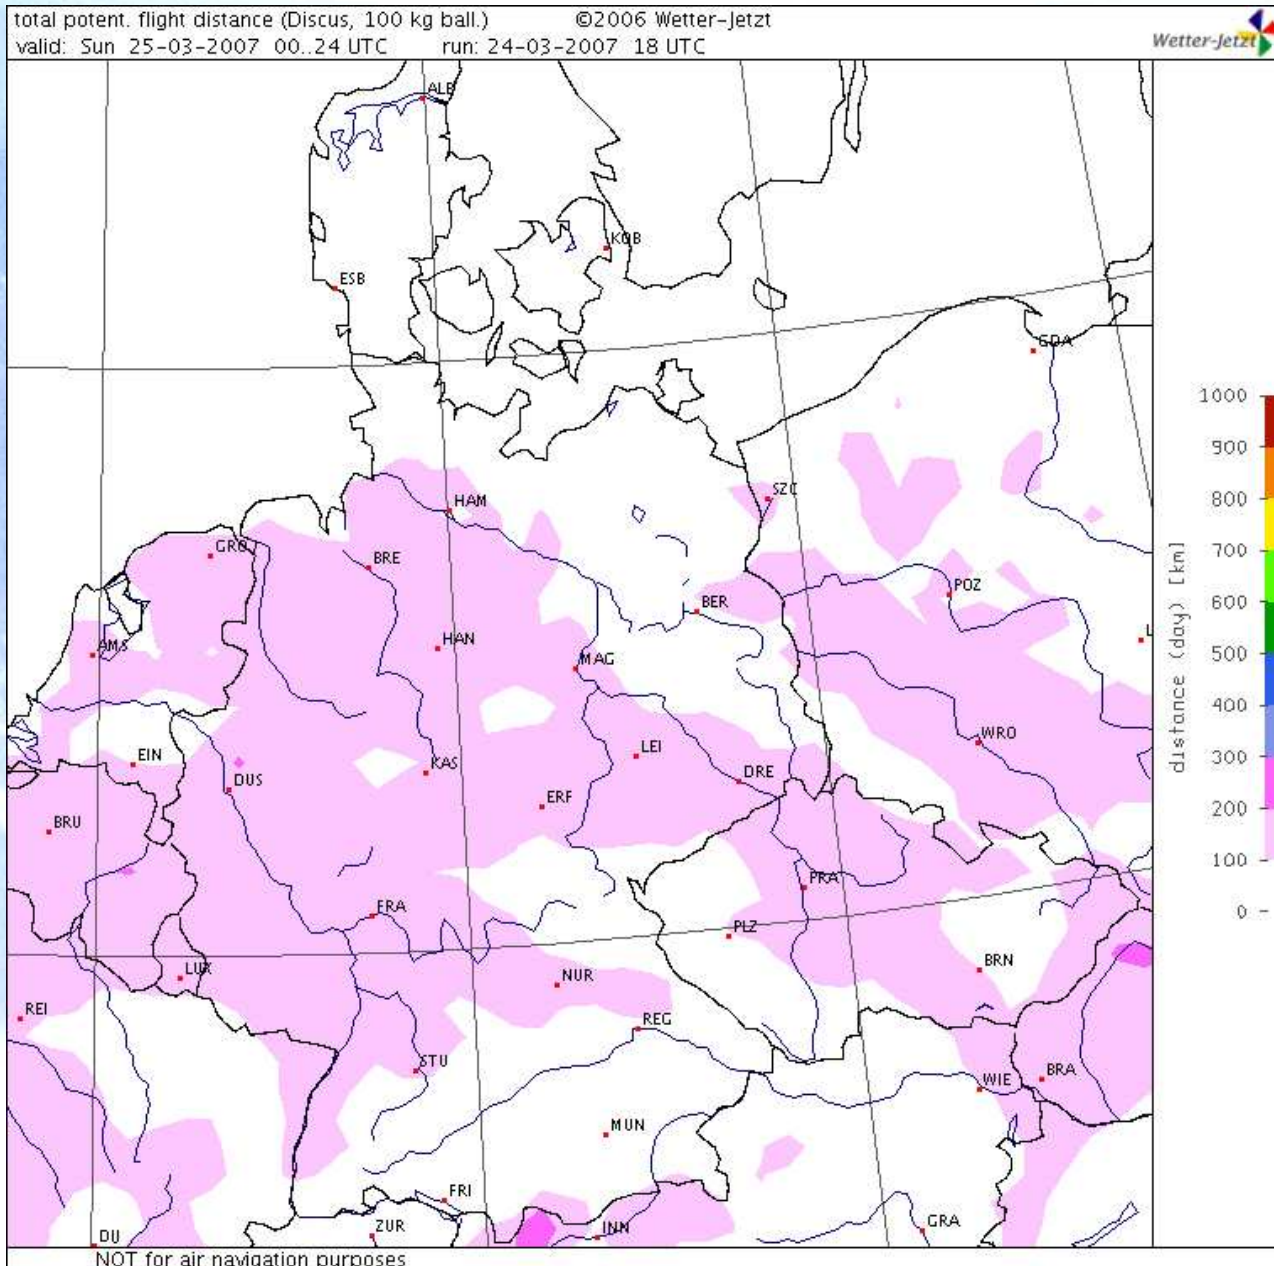 total potent. flight distance (Discus, 100 kg ball.) ©2006 Wetter-Jetzt
valid: Sun 25-03-2007 00..24 UTC run: 24-03-2007 18 UTC
Wetter-Jetzt
ALB
KOB
ESB
GDA
1000
900
800
700
600
500
400
300
200
100
0
distance (day) [km]
SZC
HAM
GRO
BRE
POZ
BER
HAN
AMS
MAG
L
WRO
LEI
EIN
KAS
DUS
DRE
ERF
BRU
PRA
FRA
PLZ
BRN
LUX
NUR
REI
REG
STU
BRA
WIE
MUN
FRI
ZUR
INN
GRA
DIJ
NOT for air navigation purposes